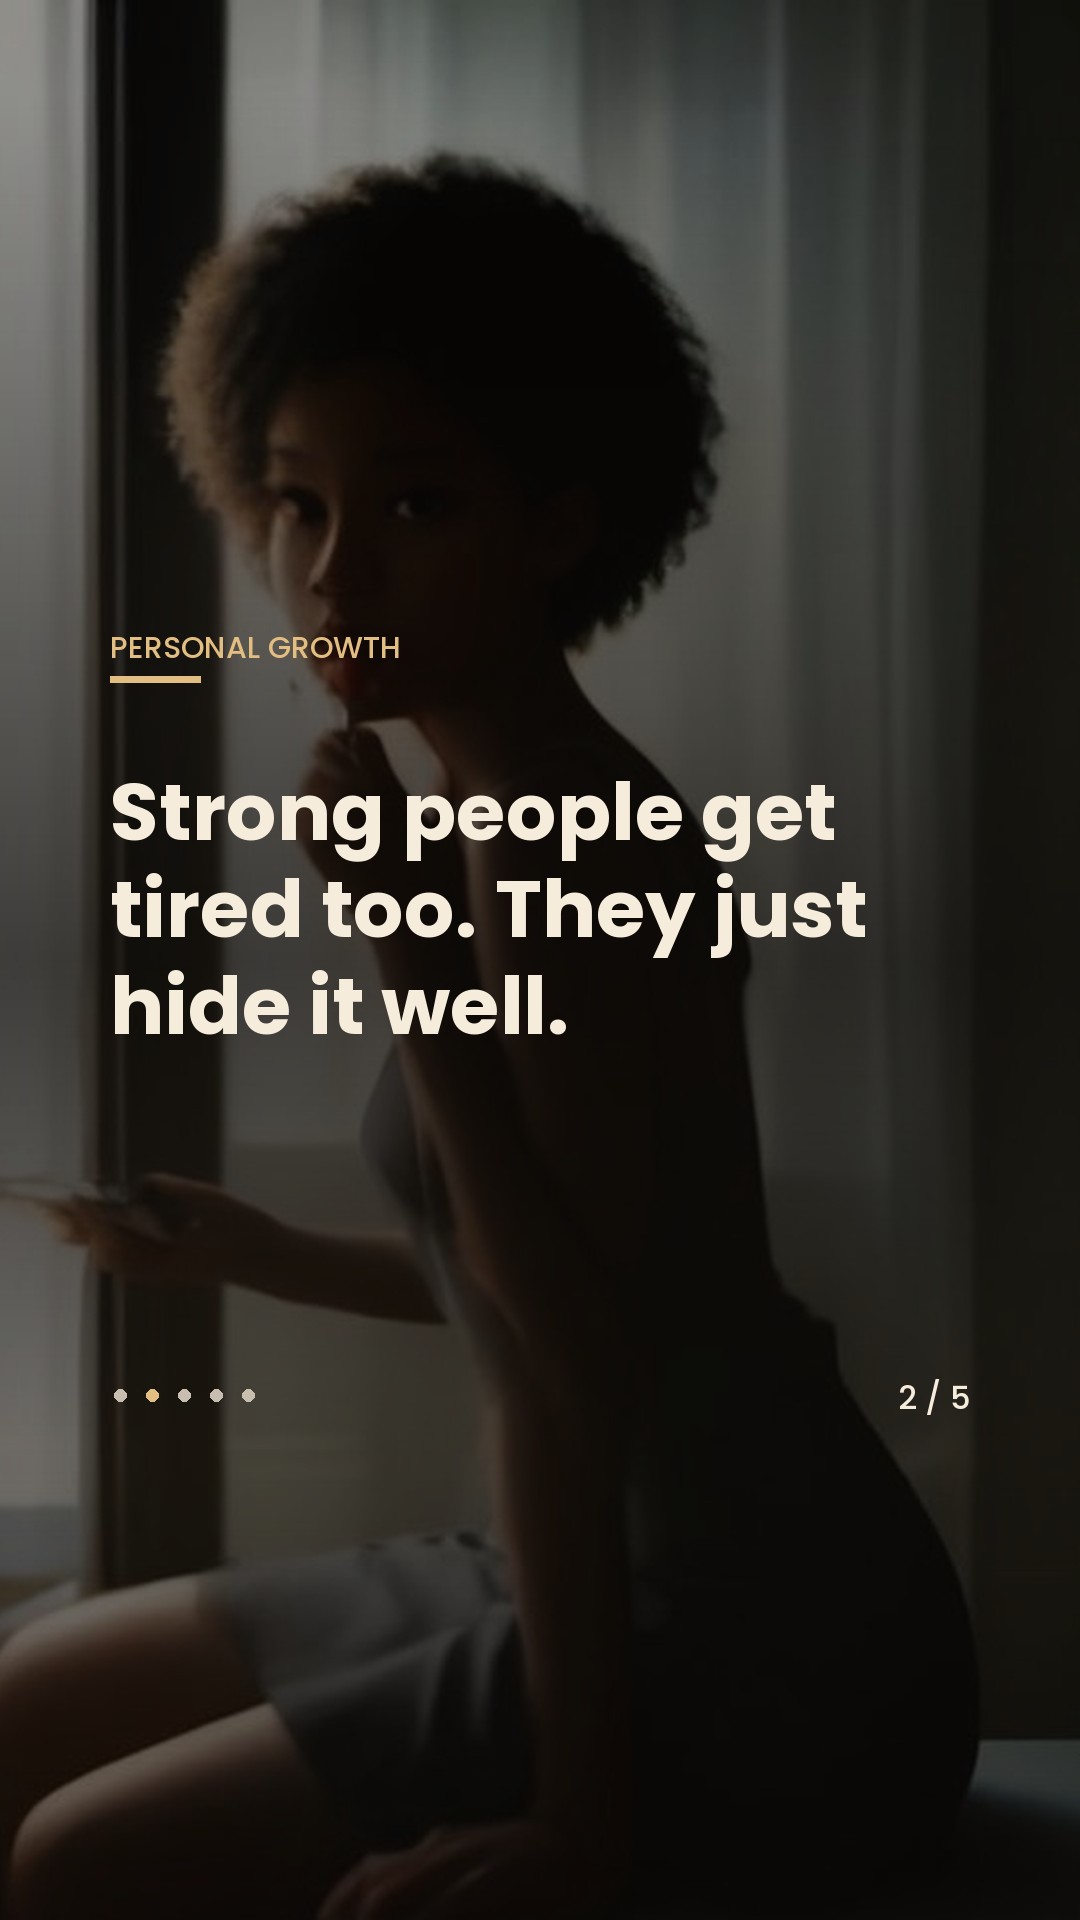 PERSONAL GROWTH
Strong people get
tired too. They just
hide it well.
2 / 5